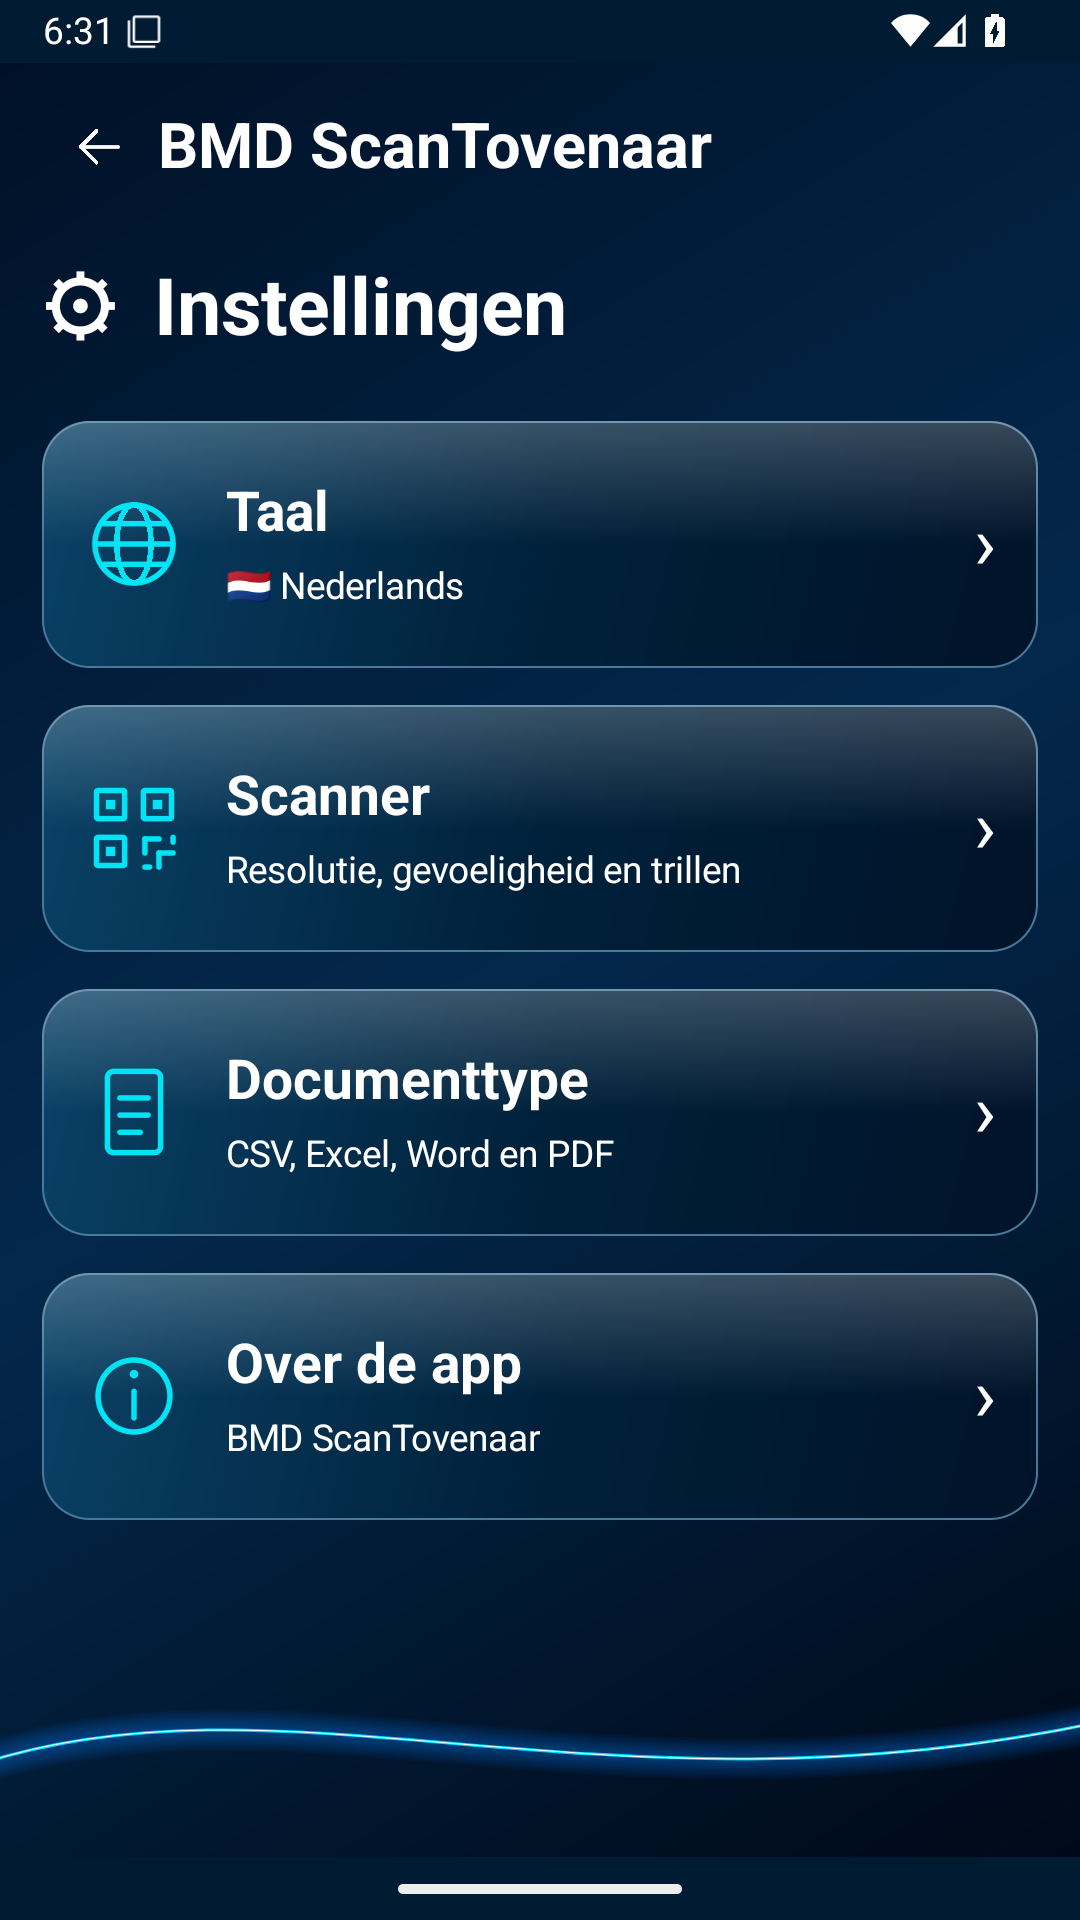 6:31
BMD ScanTovenaar
Instellingen
Taal
🇳🇱 Nederlands
Scanner
Resolutie, gevoeligheid en trillen
Documenttype
CSV, Excel, Word en PDF
Over de app
BMD ScanTovenaar